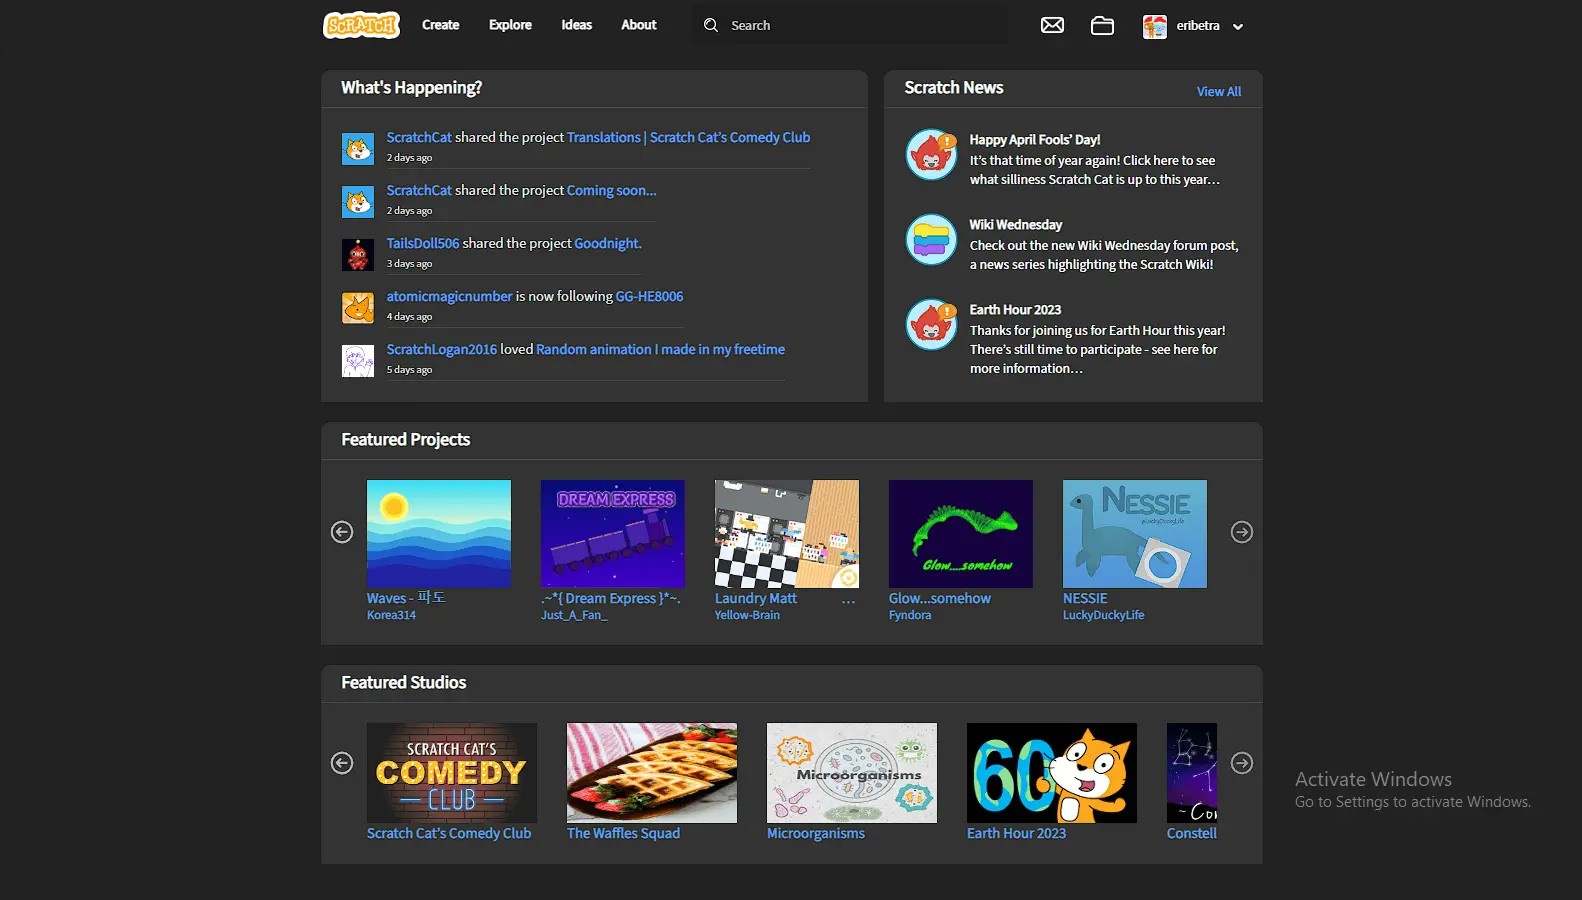 SCRATCH
Create
Explore
Ideas
About
Search
eribetra
What's Happening?
ScratchCat shared the project Translations | Scratch Cat’s Comedy Club
2 days ago
ScratchCat shared the project Coming soon...
2 days ago
TailsDoll506 shared the project Goodnight.
3 days ago
atomicmagicnumber is now following GG-HE8006
4 days ago
ScratchLogan2016 loved Random animation I made in my freetime
5 days ago
Scratch News
View All
Happy April Fools’ Day!
It’s that time of year again! Click here to see
what silliness Scratch Cat is up to this year…
Wiki Wednesday
Check out the new Wiki Wednesday forum post,
a news series highlighting the Scratch Wiki!
Earth Hour 2023
Thanks for joining us for Earth Hour this year!
There’s still time to participate - see here for
more information…
Featured Projects
DREAM EXPRESS
Glow....somehow
NESSIE
@LuckyDuckyLife
Waves - 파도
Korea314
.~*{ Dream Express }*~.
Just_A_Fan_
Laundry Matt ...
Yellow-Brain
Glow...somehow
Fyndora
NESSIE
LuckyDuckyLife
Featured Studios
SCRATCH CAT'S
COMEDY
CLUB
Microorganisms
60
~Con
Scratch Cat’s Comedy Club
The Waffles Squad
Microorganisms
Earth Hour 2023
Constell
Activate Windows
Go to Settings to activate Windows.